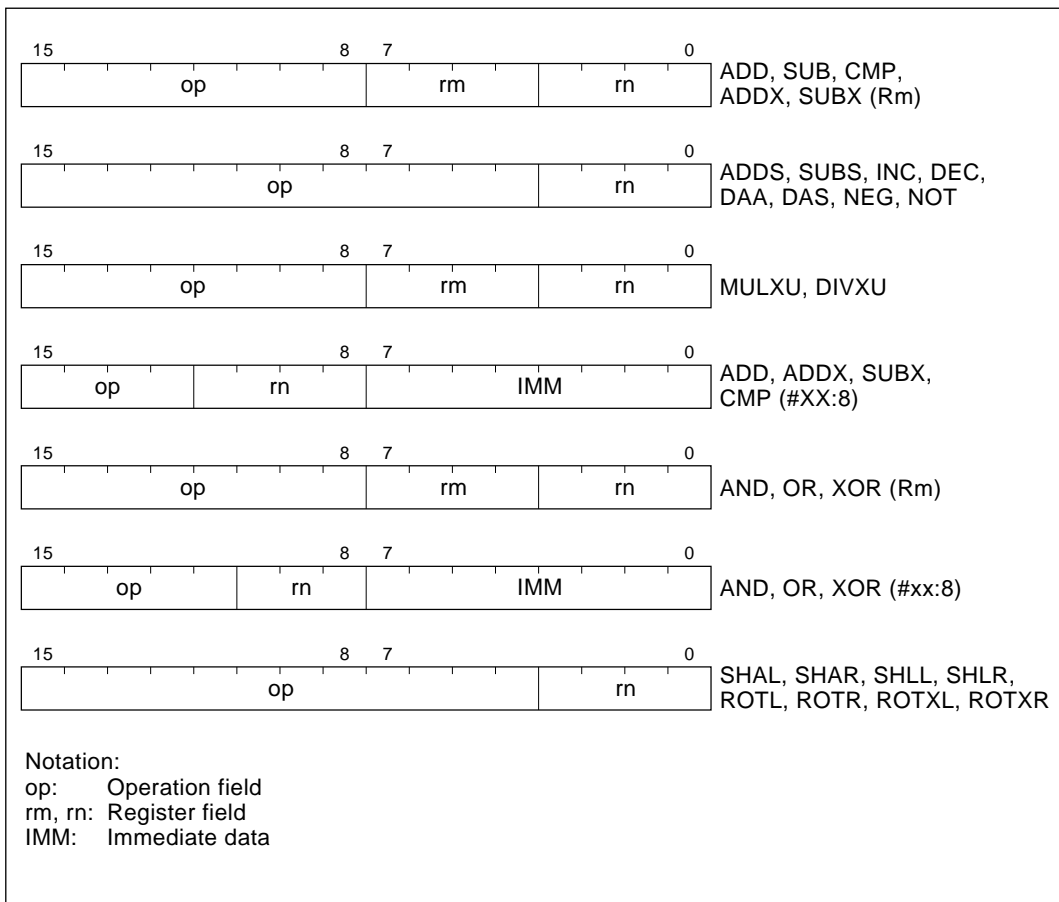 15 8 7 0
op rm rn
ADD, SUB, CMP,
ADDX, SUBX (Rm)
15 8 7 0
op rn
ADDS, SUBS, INC, DEC,
DAA, DAS, NEG, NOT
15 8 7 0
op rm rn
MULXU, DIVXU
15 8 7 0
op rn IMM
ADD, ADDX, SUBX,
CMP (#XX:8)
15 8 7 0
op rm rn
AND, OR, XOR (Rm)
15 8 7 0
op rn IMM
AND, OR, XOR (#xx:8)
15 8 7 0
op rn
SHAL, SHAR, SHLL, SHLR,
ROTL, ROTR, ROTXL, ROTXR
Notation:
op: Operation field
rm, rn: Register field
IMM: Immediate data